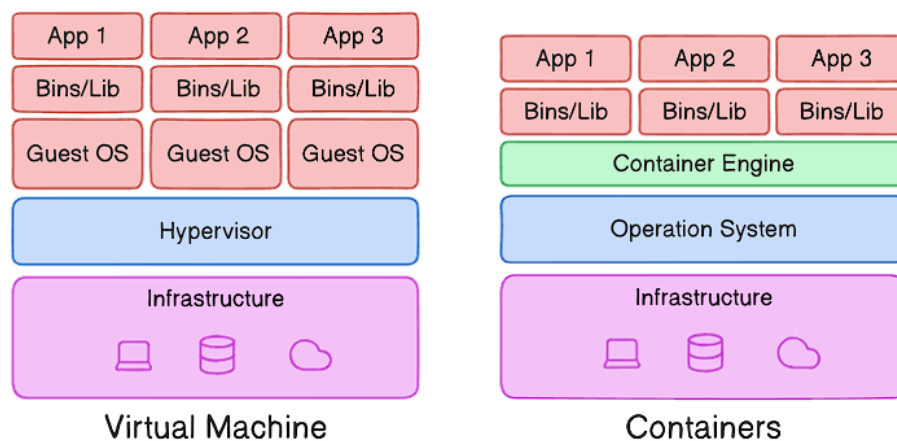 App 1 App 2 App 3
Bins/Lib Bins/Lib Bins/Lib
Guest OS Guest OS Guest OS
Hypervisor
Infrastructure
Virtual Machine
App 1 App 2 App 3
Bins/Lib Bins/Lib Bins/Lib
Container Engine
Operation System
Infrastructure
Containers